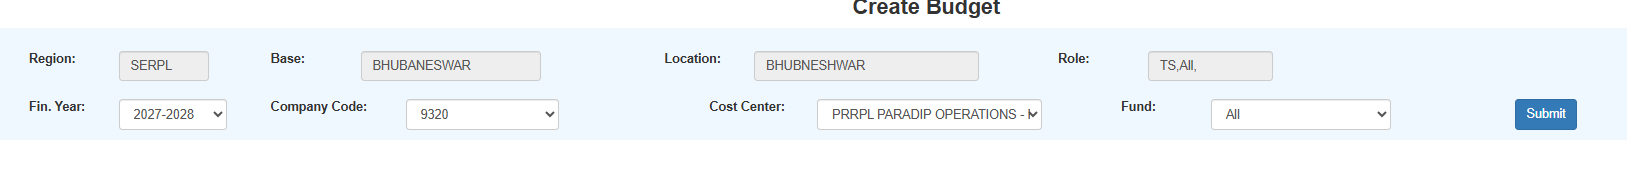 Create Budget
Region: SERPL Base: BHUBANESWAR Location: BHUBNESHWAR Role: TS,All,
Fin. Year: 2027-2028 Company Code: 9320 Cost Center: PRRPL PARADIP OPERATIONS - Fund: All Submit